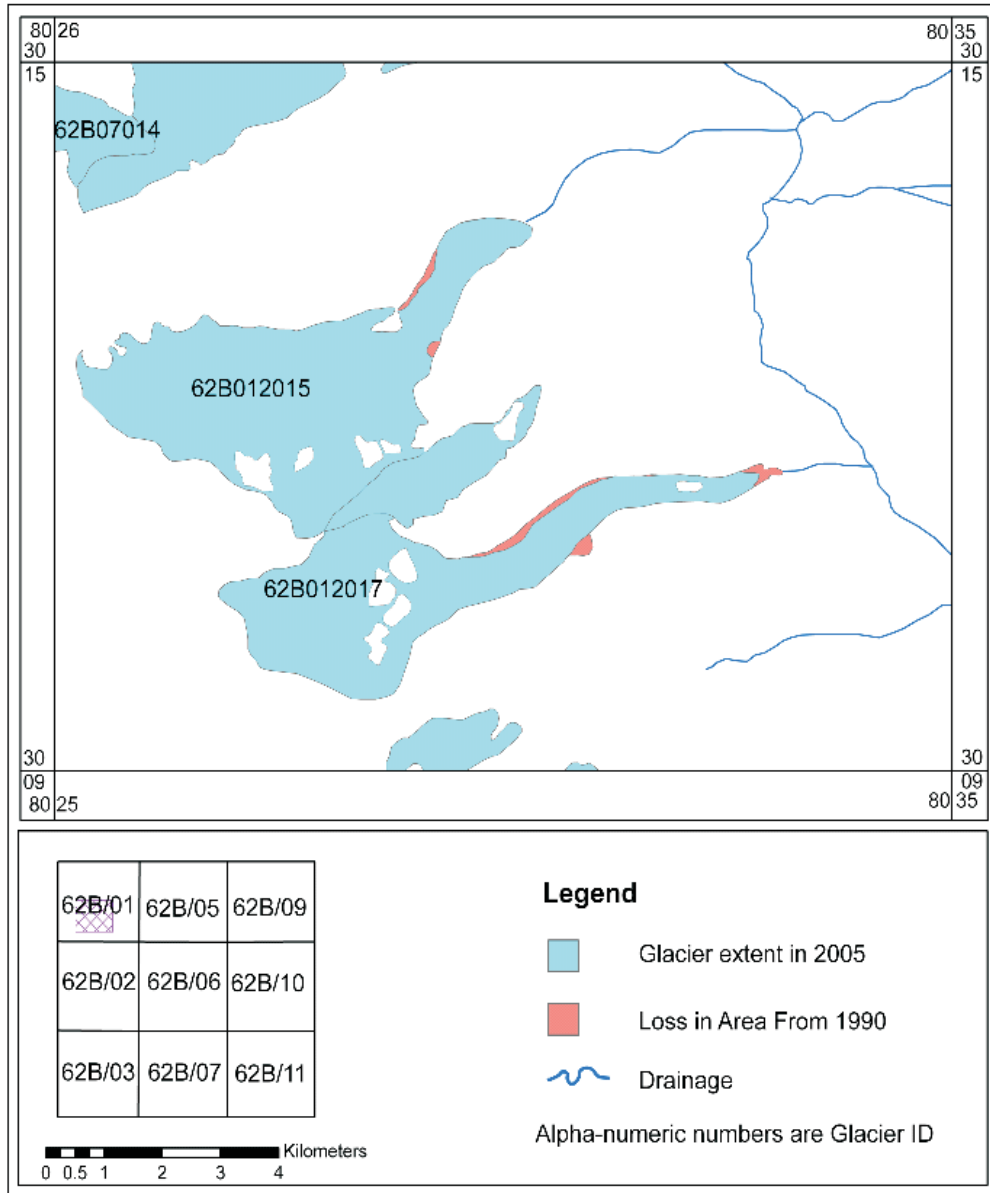 80 26
80 35
30
30
15
15
62B07014
62B012015
62B012017
30
30
09
09
80 25
80 35
62B/01 62B/05 62B/09
62B/02 62B/06 62B/10
62B/03 62B/07 62B/11
Legend
Glacier extent in 2005
Loss in Area From 1990
Drainage
Alpha-numeric numbers are Glacier ID
Kilometers
0 0.5 1 2 3 4